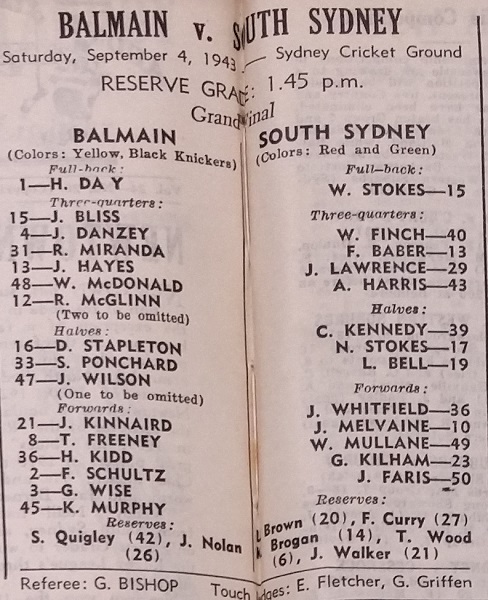 BALMAIN v. SOUTH SYDNEY
Saturday, September 4, 1943 — Sydney Cricket Ground
RESERVE GRADE: 1.45 p.m.
Grand Final
BALMAIN
(Colors: Yellow, Black Knickers)
Full-back:
1—H. DAY
Three-quarters:
15—J. BLISS
4—J. DANZEY
31—R. MIRANDA
13—J. HAYES
48—W. McDONALD
12—R. McGLINN
(Two to be omitted)
Halves:
16—D. STAPLETON
33—S. PONCHARD
47—J. WILSON
(One to be omitted)
Forwards:
21—J. KINNAIRD
8—T. FREENEY
36—H. KIDD
2—F. SCHULTZ
3—G. WISE
45—K. MURPHY
Reserves:
S. Quigley (42), J. Nolan
(26)
SOUTH SYDNEY
(Colors: Red and Green)
Full-back:
W. STOKES—15
Three-quarters:
W. FINCH—40
F. BABER—13
J. LAWRENCE—29
A. HARRIS—43
Halves:
C. KENNEDY—39
N. STOKES—17
L. BELL—19
Forwards:
J. WHITFIELD—36
J. MELVAINE—10
W. MULLANE—49
G. KILHAM—23
J. FARIS—50
Reserves:
Brown (20), F. Curry (27)
Brogan (14), T. Wood
(6), J. Walker (21)
Referee: G. BISHOP Touch Judges: E. Fletcher, G. Griffen